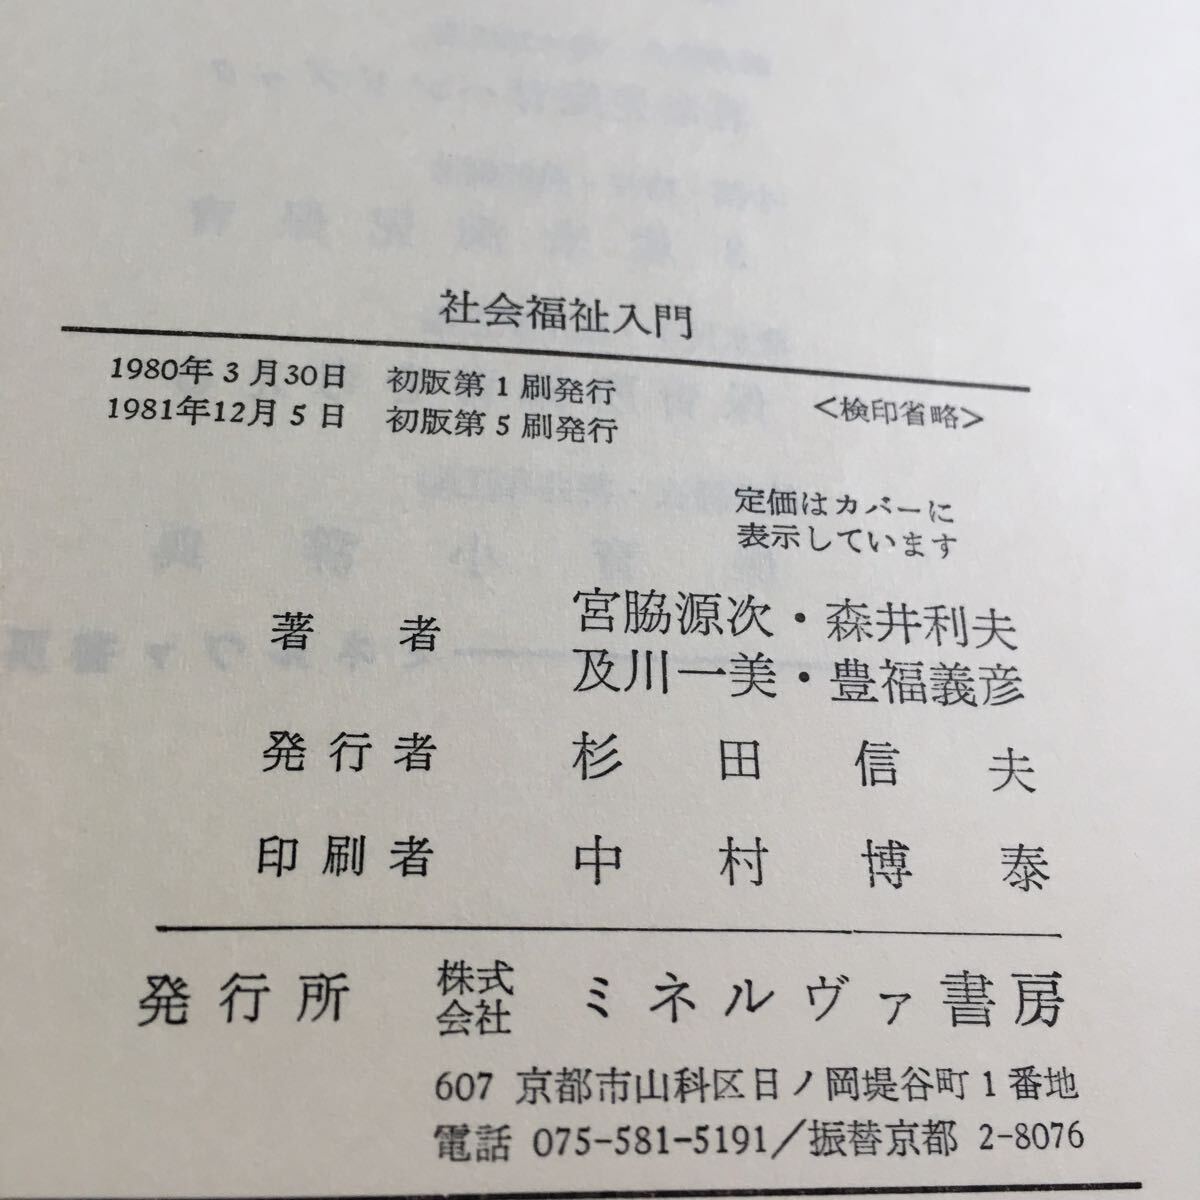 社会福祉入門
1980年3月30日 初版第1刷発行
1981年12月5日 初版第5刷発行
<検印省略>
定価はカバーに
表示しています
著者 宮脇源次・森井利夫
及川一美・豊福義彦
発行者 杉田信夫
印刷者 中村博泰
発行所 株式会社 ミネルヴァ書房
607 京都市山科区日ノ岡堤谷町1番地
電話 075-581-5191/振替京都 2-8076